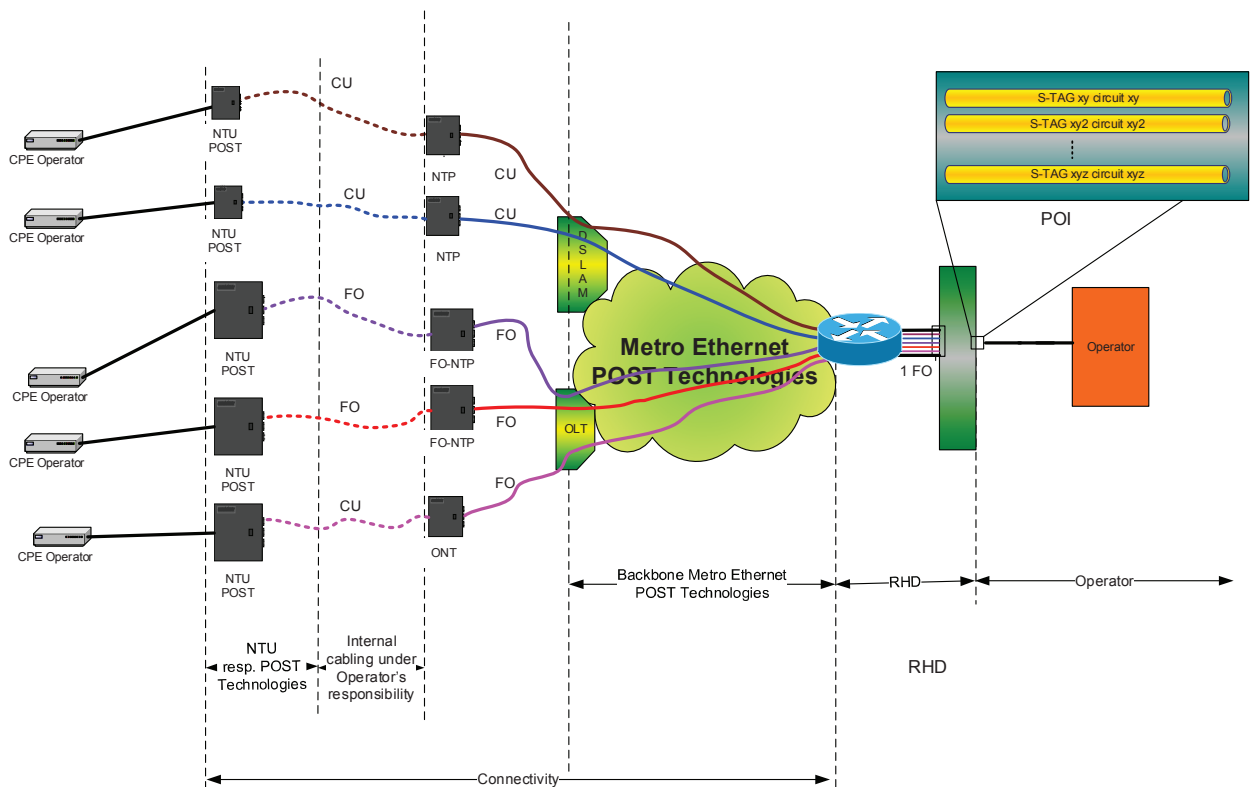 CU
S-TAG xy circuit xy
S-TAG xy2 circuit xy2
S-TAG xyz circuit xyz
POI
CPE Operator
NTU
POST
NTP
CU
CPE Operator
NTU
POST
CU
NTP
CU
DSLAM
CPE Operator
NTU
POST
FO
FO-NTP
FO
Metro Ethernet
POST Technologies
1 FO
Operator
CPE Operator
NTU
POST
FO
FO-NTP
FO
OLT
CPE Operator
NTU
POST
CU
ONT
FO
Backbone Metro Ethernet
POST Technologies
RHD
Operator
NTU
resp. POST
Technologies
Internal
cabling under
Operator's
responsibility
RHD
Connectivity